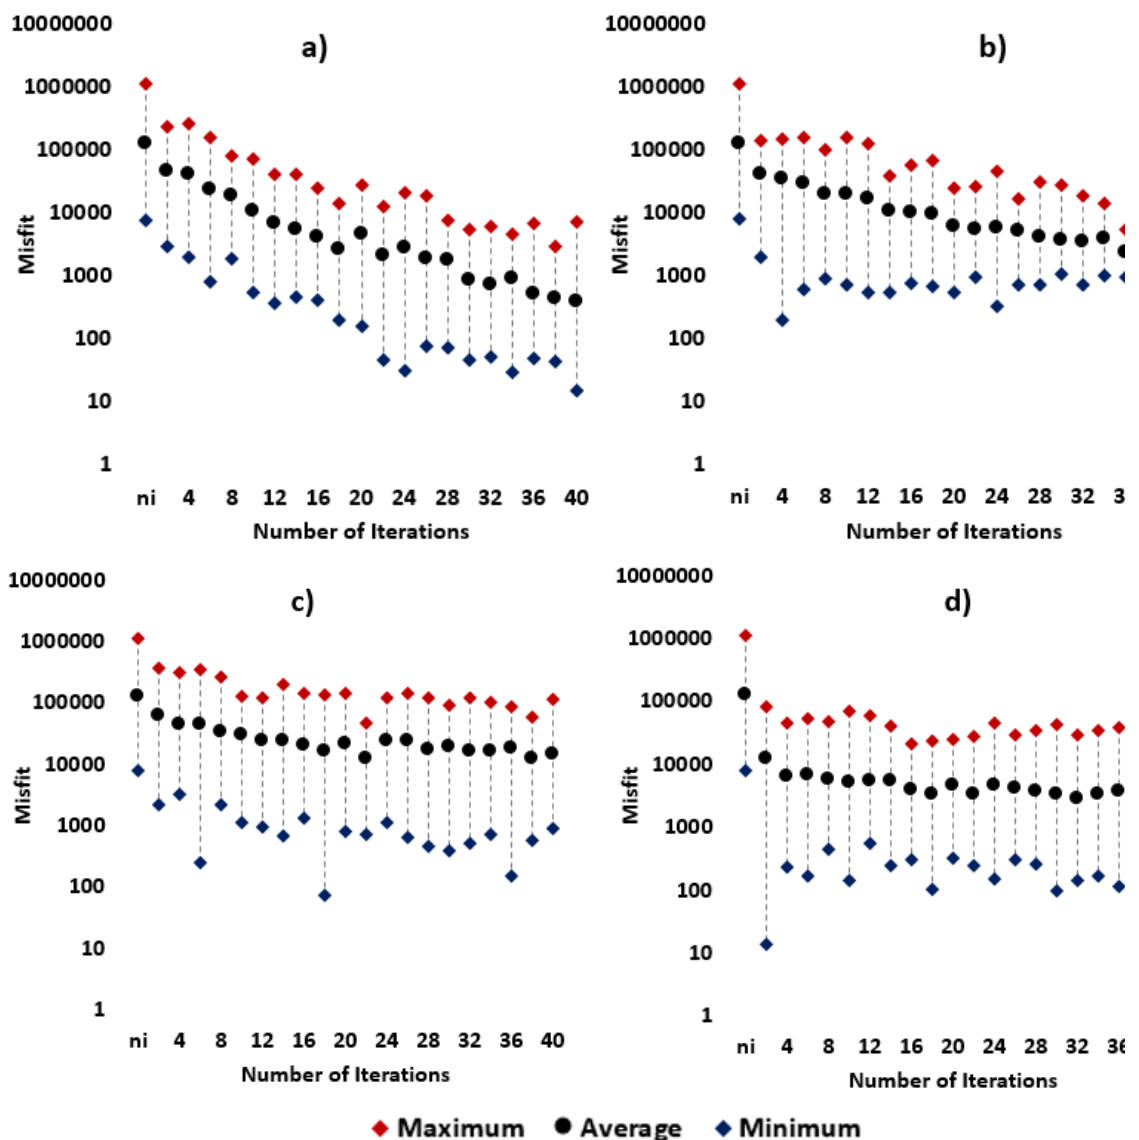 a)
10000000
1000000
100000
10000
1000
100
10
1
Misfit
ni 4 8 12 16 20 24 28 32 36 40
Number of Iterations
b)
10000000
1000000
100000
10000
1000
100
10
1
Misfit
ni 4 8 12 16 20 24 28 32
Number of Iterations
c)
10000000
1000000
100000
10000
1000
100
10
1
Misfit
ni 4 8 12 16 20 24 28 32 36 40
Number of Iterations
d)
10000000
1000000
100000
10000
1000
100
10
1
Misfit
ni 4 8 12 16 20 24 28 32 36
Number of Iterations
Maximum Average Minimum